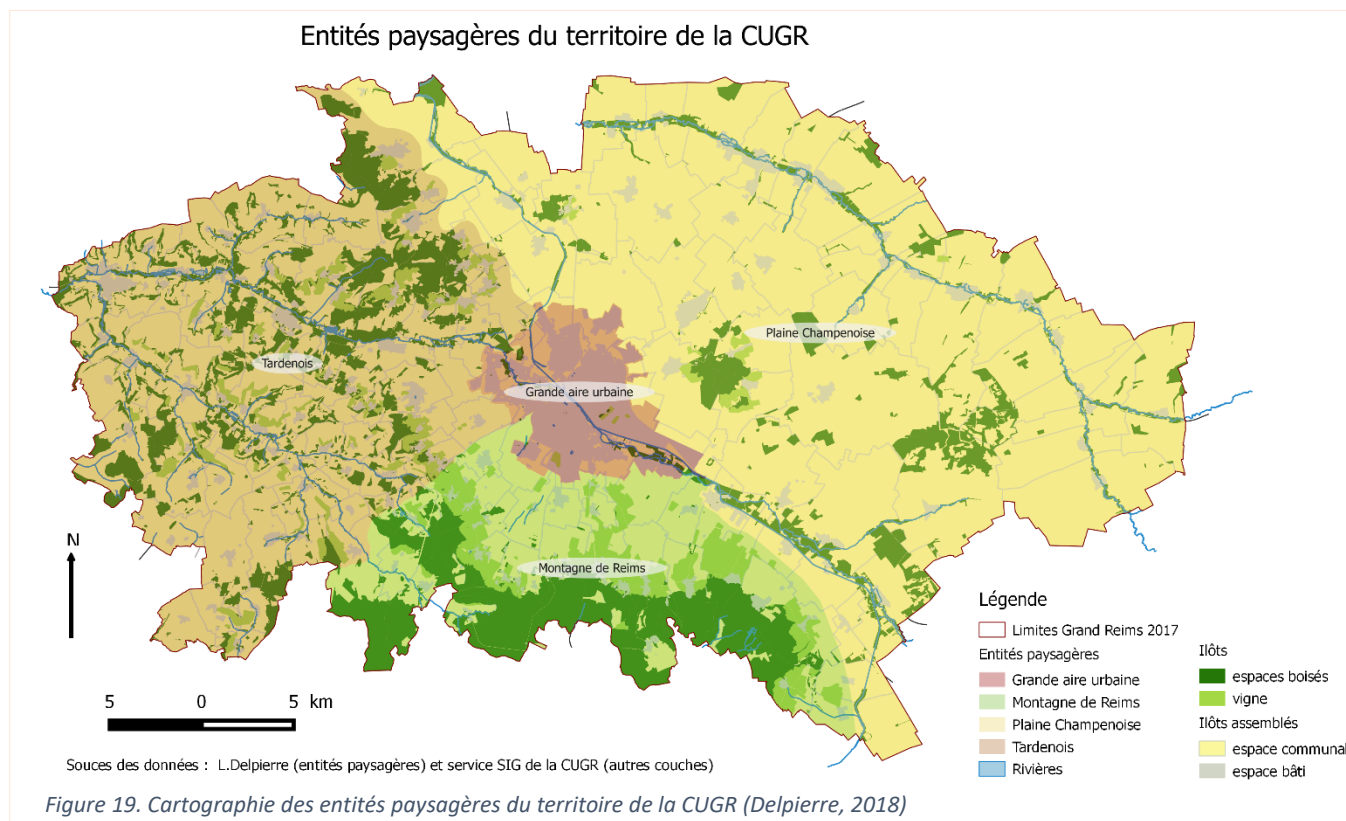 Entités paysagères du territoire de la CUGR
Plaine Champenoise
Tardenois
Grande aire urbaine
Montagne de Reims
N
5 0 5 km
Légende
Limites Grand Reims 2017
Entités paysagères
Grande aire urbaine
Montagne de Reims
Plaine Champenoise
Tardenois
Rivières
Ilôts
espaces boisés
vigne
Ilôts assemblés
espace communal
espace bâti
Souces des données : L.Delpierre (entités paysagères) et service SIG de la CUGR (autres couches)
Figure 19. Cartographie des entités paysagères du territoire de la CUGR (Delpierre, 2018)